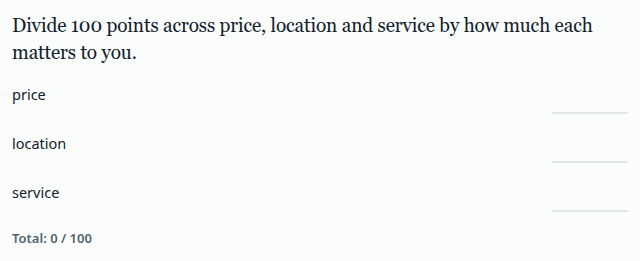 Divide 100 points across price, location and service by how much each
matters to you.
price
location
service
Total: 0 / 100